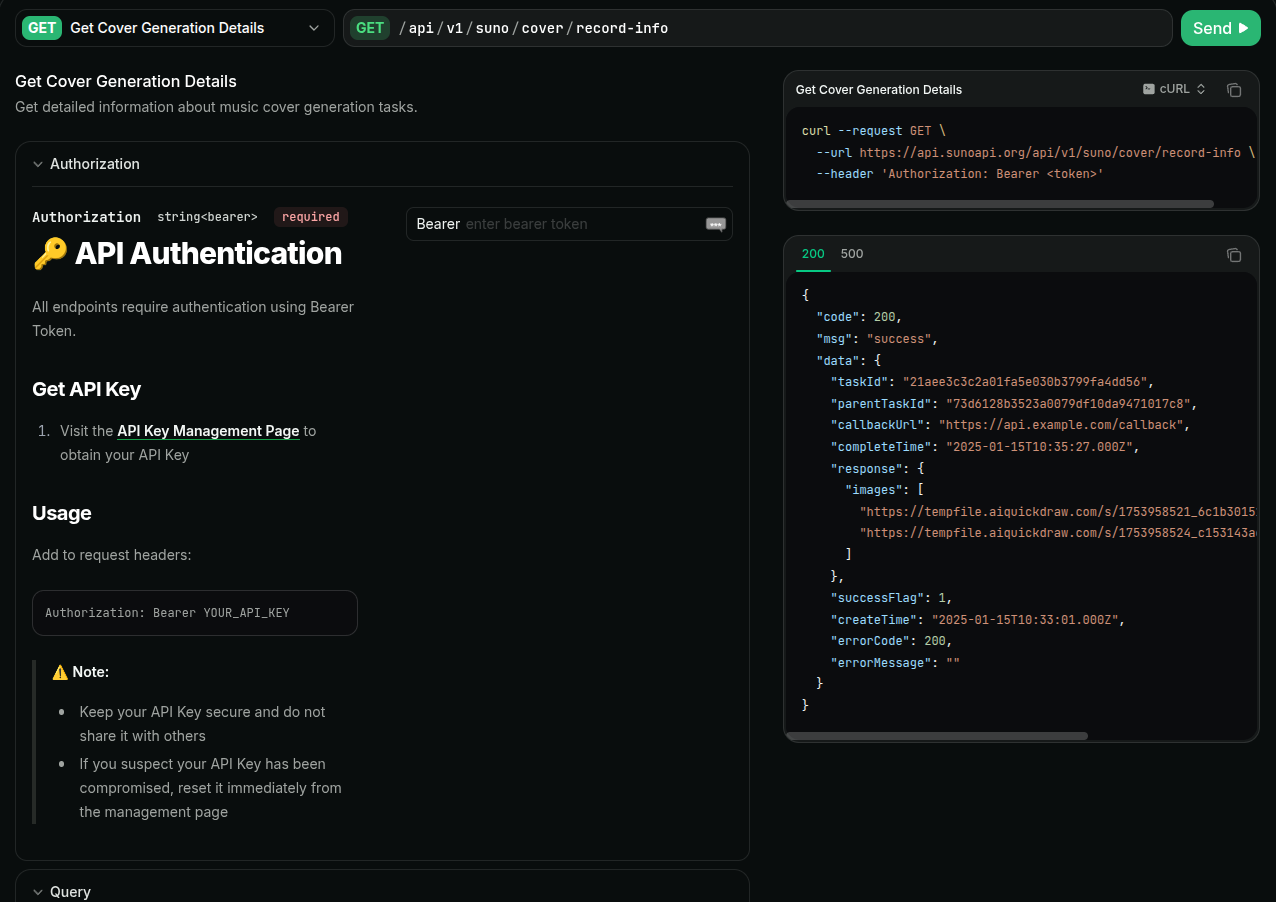 GET Get Cover Generation Details
GET /api/v1/suno/cover/record-info
Send
Get Cover Generation Details
Get detailed information about music cover generation tasks.
Authorization
Authorization string<bearer> required
🔑 API Authentication
All endpoints require authentication using Bearer
Token.
Get API Key
1. Visit the API Key Management Page to
obtain your API Key
Usage
Add to request headers:
Authorization: Bearer YOUR_API_KEY
⚠️ Note:
• Keep your API Key secure and do not
share it with others
• If you suspect your API Key has been
compromised, reset it immediately from
the management page
Bearer enter bearer token
Query
Get Cover Generation Details
cURL
curl --request GET \
--url https://api.sunoapi.org/api/v1/suno/cover/record-info \
--header 'Authorization: Bearer <token>'
200 500
{
"code": 200,
"msg": "success",
"data": {
"taskId": "21aee3c3c2a01fa5e030b3799fa4dd56",
"parentTaskId": "73d6128b3523a0079df10da9471017c8",
"callbackUrl": "https://api.example.com/callback",
"completeTime": "2025-01-15T10:35:27.000Z",
"response": {
"images": [
"https://tempfile.aiquickdraw.com/s/1753958521_6c1b3015
"https://tempfile.aiquickdraw.com/s/1753958524_c153143a
]
},
"successFlag": 1,
"createTime": "2025-01-15T10:33:01.000Z",
"errorCode": 200,
"errorMessage": ""
}
}